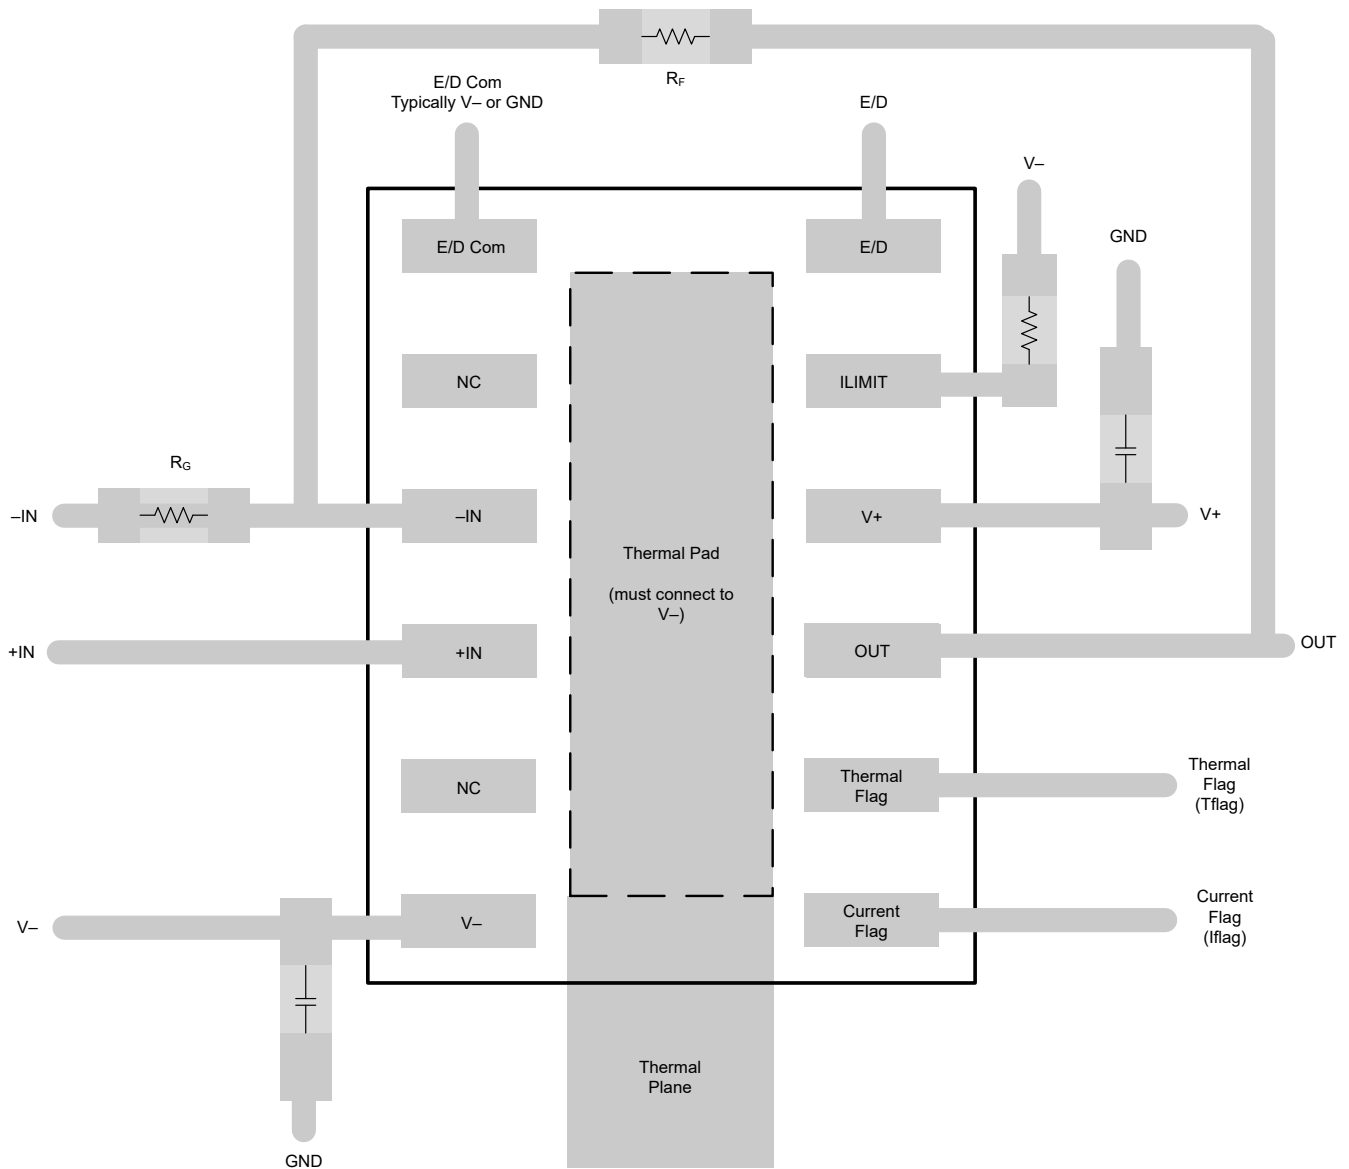 R_F
E/D Com
Typically V– or GND
E/D
V–
GND
E/D Com
E/D
NC
ILIMIT
R_G
–IN
–IN
V+
V+
Thermal Pad
(must connect to
V–)
+IN
+IN
OUT
OUT
NC
Thermal
Flag
Thermal
Flag
(Tflag)
V–
V–
Current
Flag
Current
Flag
(Iflag)
Thermal
Plane
GND